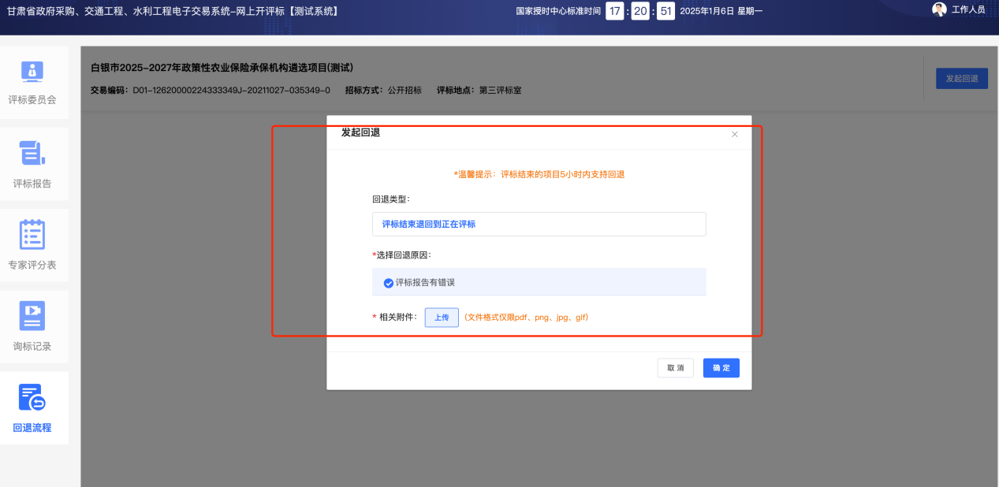 甘肃省政府采购、交通工程、水利工程电子交易系统-网上开评标【测试系统】
国家授时中心标准时间 17 : 20 : 51 2025年1月6日 星期一
工作人员
评标委员会
评标报告
专家评分表
询标记录
回退流程
白银市2025-2027年政策性农业保险承保机构遴选项目(测试)
交易编码： D01-12620000224333349J-20211027-035349-0 招标方式： 公开招标 评标地点： 第三评标室
发起回退
发起回退
*温馨提示：评标结束的项目5小时内支持回退
回退类型：
评标结束退回到正在评标
*选择回退原因：
评标报告有错误
* 相关附件： 上传 (文件格式仅限pdf、png、jpg、gif)
取 消 确 定